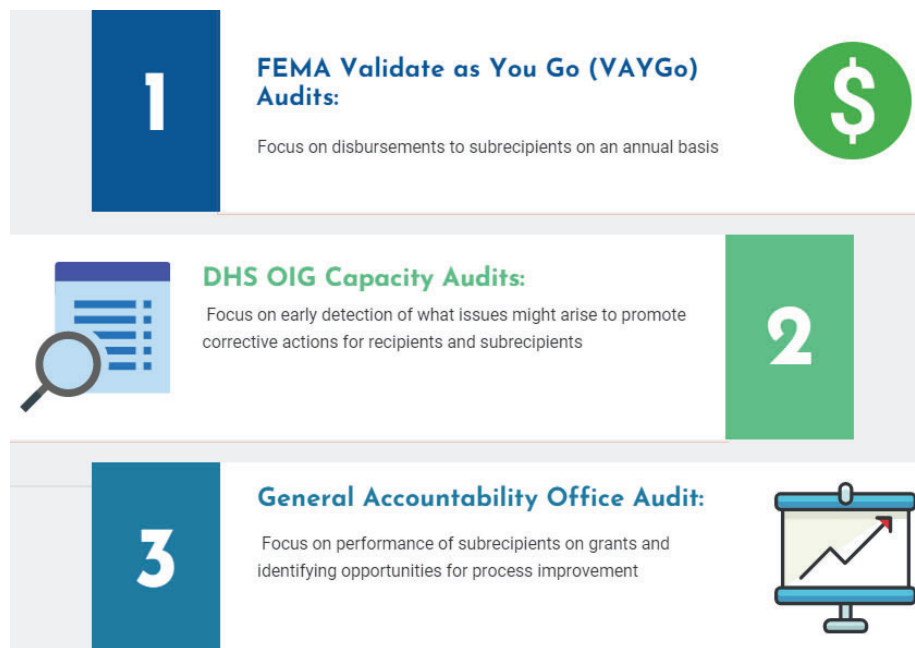 1
FEMA Validate as You Go (VAYGo)
Audits:
Focus on disbursements to subrecipients on an annual basis
$
DHS OIG Capacity Audits:
Focus on early detection of what issues might arise to promote
corrective actions for recipients and subrecipients
2
3
General Accountability Office Audit:
Focus on performance of subrecipients on grants and
identifying opportunities for process improvement